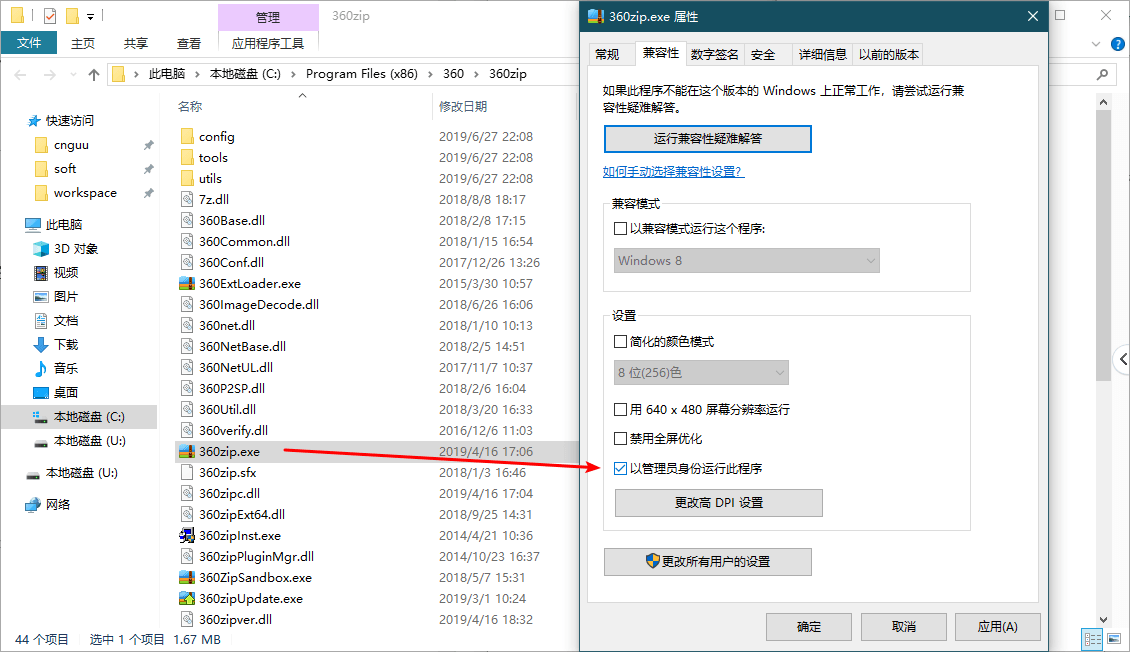 管理
360zip
文件
主页
共享
查看
应用程序工具
此电脑
本地磁盘 (C:)
Program Files (x86)
360
360zip
快速访问
cnguu
soft
workspace
此电脑
3D 对象
视频
图片
文档
下载
音乐
桌面
本地磁盘 (C:)
本地磁盘 (U:)
本地磁盘 (U:)
网络
名称 修改日期
config 2019/6/27 22:08
tools 2019/6/27 22:08
utils 2019/6/27 22:08
7z.dll 2018/8/8 18:17
360Base.dll 2018/2/8 17:15
360Common.dll 2018/1/15 16:54
360Conf.dll 2017/12/26 13:26
360ExtLoader.exe 2015/3/30 10:57
360ImageDecode.dll 2018/6/26 16:06
360net.dll 2018/1/10 10:13
360NetBase.dll 2018/2/5 14:51
360NetUL.dll 2017/11/7 10:37
360P2SP.dll 2018/2/6 16:04
360Util.dll 2018/3/20 16:33
360verify.dll 2016/12/6 11:03
360zip.exe 2019/4/16 17:06
360zip.sfx 2018/1/3 16:46
360zipc.dll 2019/4/16 17:04
360zipExt64.dll 2018/9/25 14:31
360zipInst.exe 2014/4/21 10:36
360zipPluginMgr.dll 2014/10/23 16:37
360ZipSandbox.exe 2018/5/7 15:31
360zipUpdate.exe 2019/3/1 10:24
360zipver.dll 2019/4/16 18:32
44 个项目 选中 1 个项目 1.67 MB
360zip.exe 属性
常规 兼容性 数字签名 安全 详细信息 以前的版本
如果此程序不能在这个版本的 Windows 上正常工作，请尝试运行兼
容性疑难解答。
运行兼容性疑难解答
如何手动选择兼容性设置?
兼容模式
以兼容模式运行这个程序:
Windows 8
设置
简化的颜色模式
8 位(256)色
用 640 x 480 屏幕分辨率运行
禁用全屏优化
以管理员身份运行此程序
更改高 DPI 设置
更改所有用户的设置
确定 取消 应用(A)